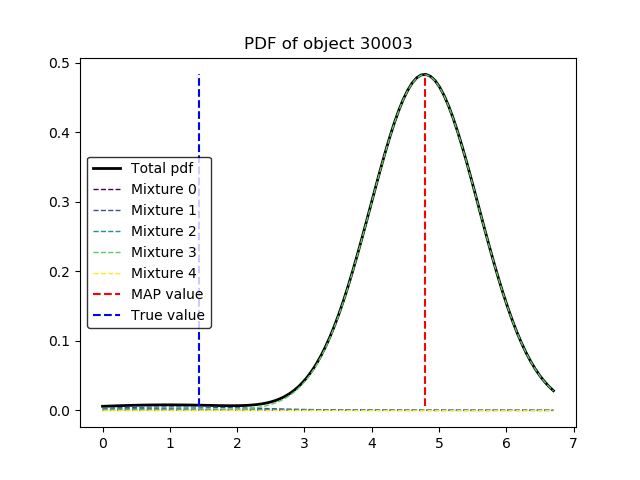 PDF of object 30003
0.5
0.4
0.3
0.2
0.1
0.0
Total pdf
Mixture 0
Mixture 1
Mixture 2
Mixture 3
Mixture 4
MAP value
True value
0 1 2 3 4 5 6 7